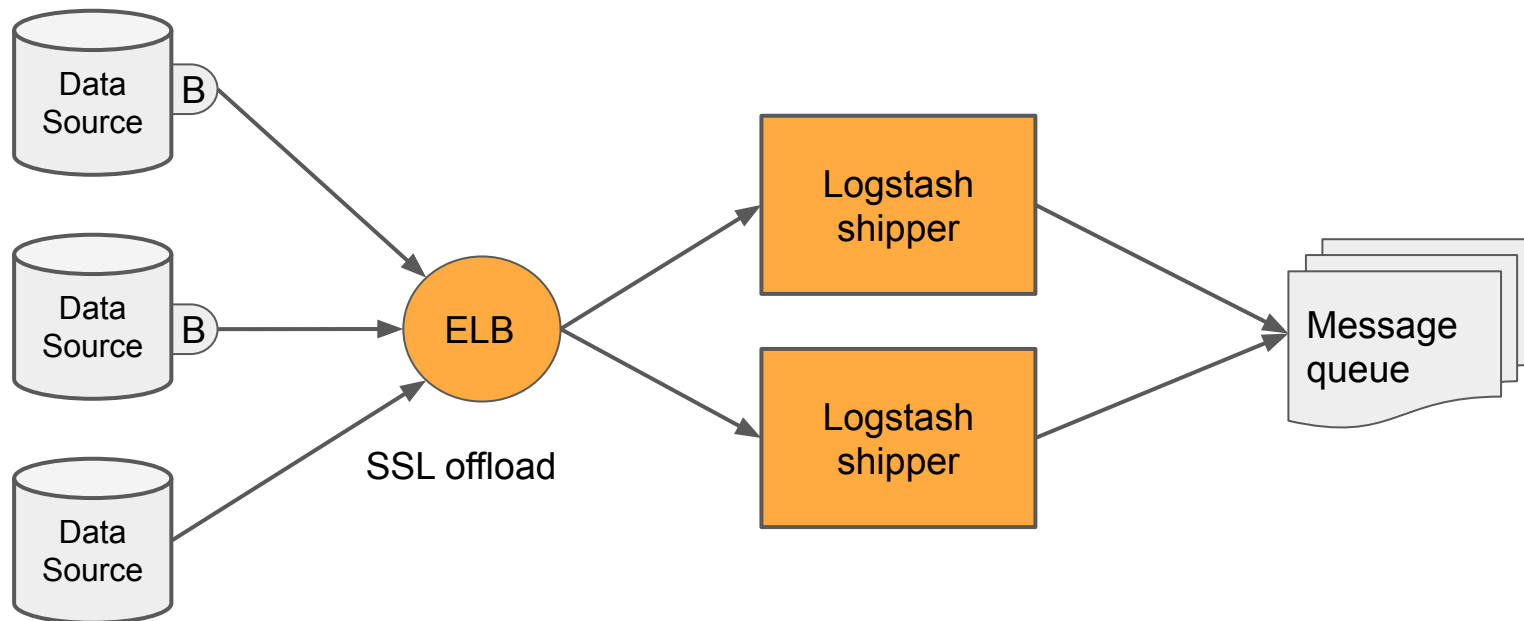 Data
Source
B
Data
Source
B
Data
Source
ELB
SSL offload
Logstash
shipper
Logstash
shipper
Message
queue